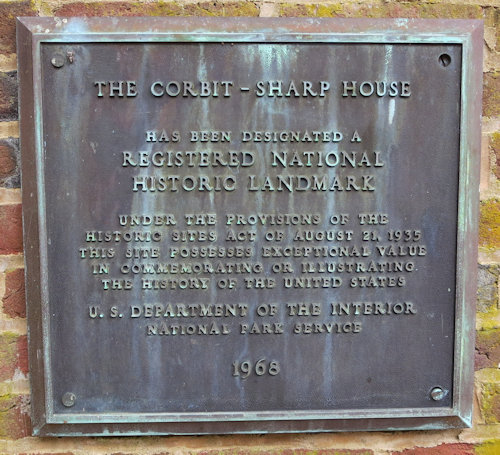 THE CORBIT-SHARP HOUSE
HAS BEEN DESIGNATED A
REGISTERED NATIONAL
HISTORIC LANDMARK
UNDER THE PROVISIONS OF THE
HISTORIC SITES ACT OF AUGUST 21, 1935
THIS SITE POSSESSES EXCEPTIONAL VALUE
IN COMMEMORATING OR ILLUSTRATING
THE HISTORY OF THE UNITED STATES
U. S. DEPARTMENT OF THE INTERIOR
NATIONAL PARK SERVICE
1968